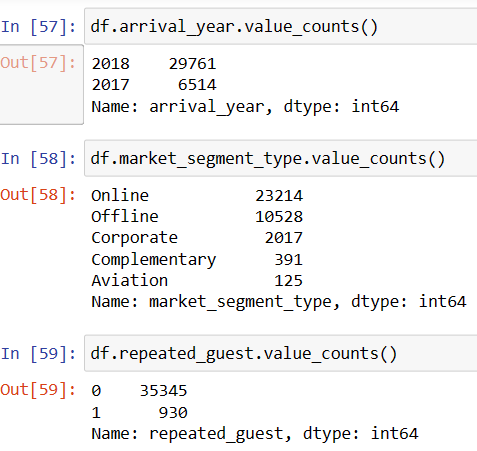 In [57]: df.arrival_year.value_counts()
Out[57]: 2018    29761
2017     6514
Name: arrival_year, dtype: int64
In [58]: df.market_segment_type.value_counts()
Out[58]: Online           23214
Offline          10528
Corporate         2017
Complementary      391
Aviation           125
Name: market_segment_type, dtype: int64
In [59]: df.repeated_guest.value_counts()
Out[59]: 0    35345
1      930
Name: repeated_guest, dtype: int64